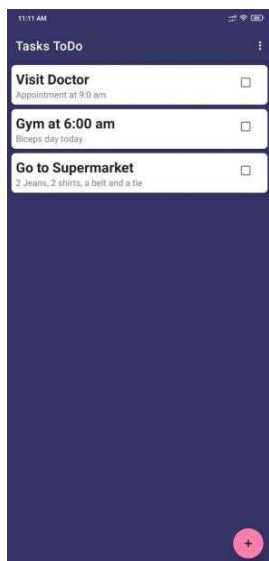 11:11 AM
Tasks ToDo
Visit Doctor
Appointment at 9:0 am
Gym at 6:00 am
Biceps day today
Go to Supermarket
2 Jeans, 2 shirts, a belt and a tie
+